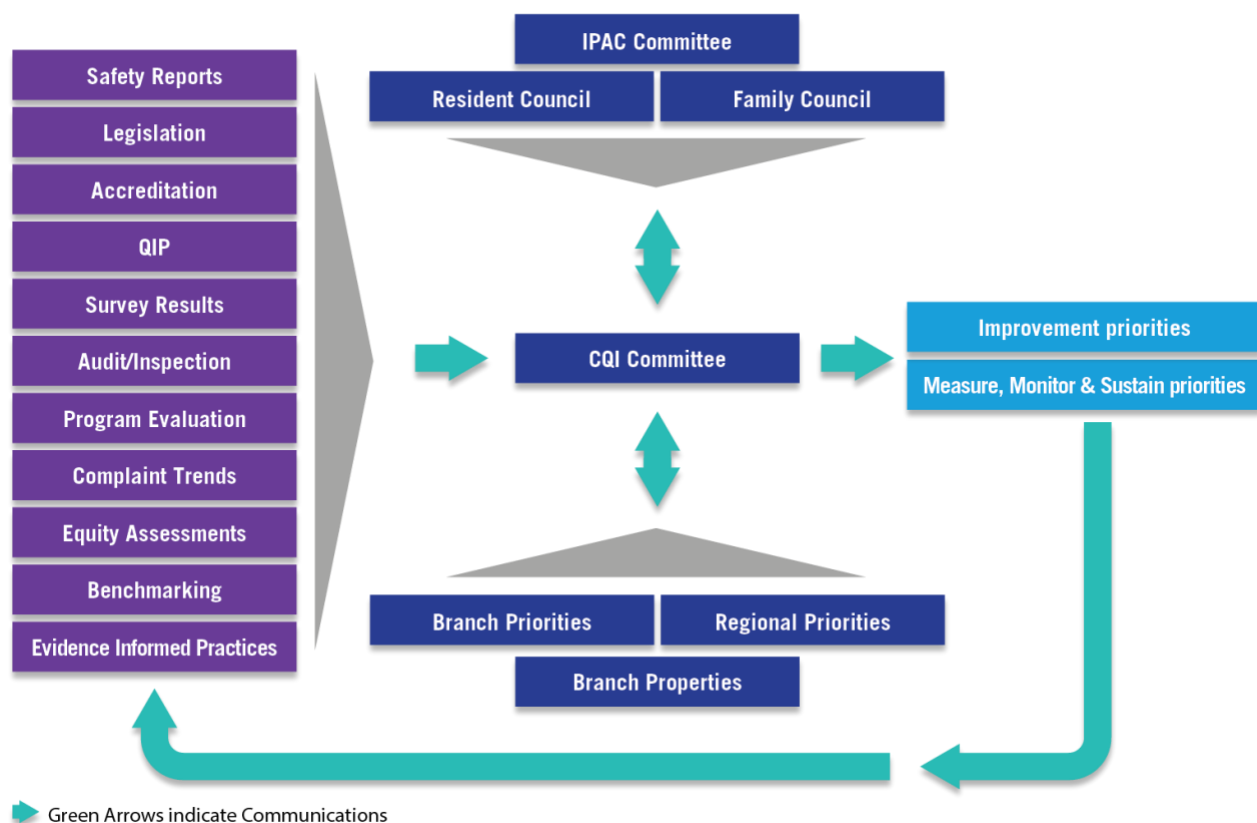 Safety Reports
Legislation
Accreditation
QIP
Survey Results
Audit/Inspection
Program Evaluation
Complaint Trends
Equity Assessments
Benchmarking
Evidence Informed Practices
IPAC Committee
Resident Council
Family Council
CQI Committee
Branch Priorities
Regional Priorities
Branch Properties
Improvement priorities
Measure, Monitor & Sustain priorities
Green Arrows indicate Communications